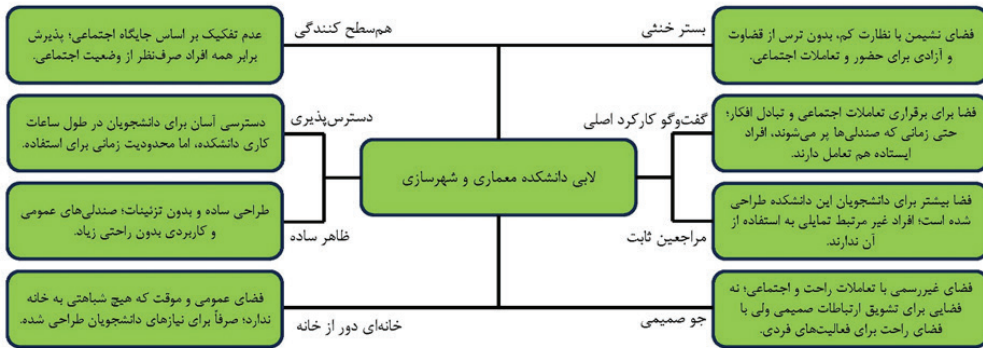 بستر خنثی
فضای نشیمن با نظارت کم، بدون ترس از قضاوت
و آزادی برای حضور و تعاملات اجتماعی.
هم‌سطح کنندگی
عدم تفکیک بر اساس جایگاه اجتماعی؛ پذیرش
برابر همه افراد صرف‌نظر از وضعیت اجتماعی.
گفت‌وگو کارکرد اصلی
فضا برای برقراری تعاملات اجتماعی و تبادل افکار؛
حتی زمانی که صندلی‌ها پر می‌شوند، افراد
ایستاده هم تعامل دارند.
دسترس‌پذیری
دسترسی آسان برای دانشجویان در طول ساعات
کاری دانشکده، اما محدودیت زمانی برای استفاده.
لابی دانشکده معماری و شهرسازی
مراجعین ثابت
فضا بیشتر برای دانشجویان این دانشکده طراحی
شده است؛ افراد غیر مرتبط تمایلی به استفاده از
آن ندارند.
ظاهر ساده
طراحی ساده و بدون تزئینات؛ صندلی‌های عمومی
و کاربردی بدون راحتی زیاد.
جو صمیمی
فضای غیررسمی با تعاملات راحت و اجتماعی؛ نه
فضایی برای تشویق ارتباطات صمیمی ولی با
فضای راحت برای فعالیت‌های فردی.
خانه‌ای دور از خانه
فضای عمومی و موقت که هیچ شباهتی به خانه
ندارد؛ صرفاً برای نیازهای دانشجویان طراحی شده.